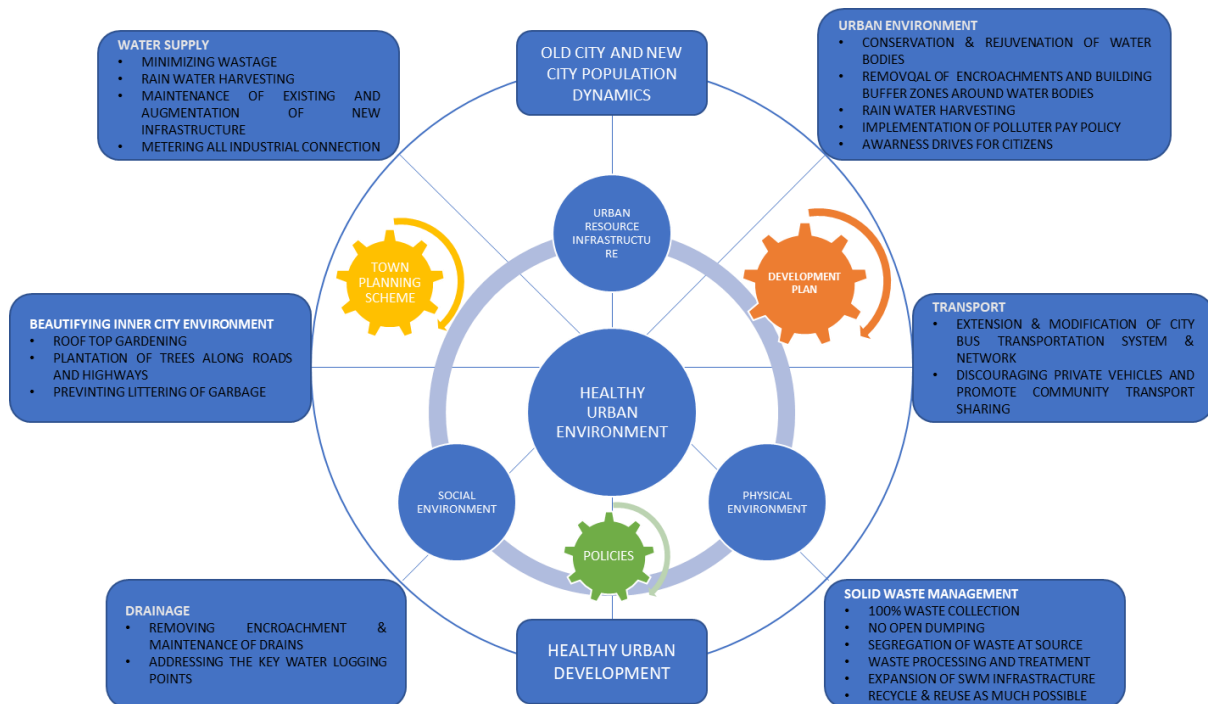 WATER SUPPLY
• MINIMIZING WASTAGE
• RAIN WATER HARVESTING
• MAINTENANCE OF EXISTING AND
AUGMENTATION OF NEW
INFRASTRUCTURE
• METERING ALL INDUSTRIAL CONNECTION
OLD CITY AND NEW
CITY POPULATION
DYNAMICS
URBAN ENVIRONMENT
• CONSERVATION & REJUVENATION OF WATER
BODIES
• REMOVQAL OF ENCROACHMENTS AND BUILDING
BUFFER ZONES AROUND WATER BODIES
• RAIN WATER HARVESTING
• IMPLEMENTATION OF POLLUTER PAY POLICY
• AWARNESS DRIVES FOR CITIZENS
URBAN
RESOURCE
INFRASTRUCTU
RE
TOWN
PLANNING
SCHEME
DEVELOPMENT
PLAN
BEAUTIFYING INNER CITY ENVIRONMENT
• ROOF TOP GARDENING
• PLANTATION OF TREES ALONG ROADS
AND HIGHWAYS
• PREVINTING LITTERING OF GARBAGE
HEALTHY
URBAN
ENVIRONMENT
TRANSPORT
• EXTENSION & MODIFICATION OF CITY
BUS TRANSPORTATION SYSTEM &
NETWORK
• DISCOURAGING PRIVATE VEHICLES AND
PROMOTE COMMUNITY TRANSPORT
SHARING
SOCIAL
ENVIRONMENT
PHYSICAL
ENVIRONMENT
POLICIES
DRAINAGE
• REMOVING ENCROACHMENT &
MAINTENANCE OF DRAINS
• ADDRESSING THE KEY WATER LOGGING
POINTS
HEALTHY URBAN
DEVELOPMENT
SOLID WASTE MANAGEMENT
• 100% WASTE COLLECTION
• NO OPEN DUMPING
• SEGREGATION OF WASTE AT SOURCE
• WASTE PROCESSING AND TREATMENT
• EXPANSION OF SWM INFRASTRACTURE
• RECYCLE & REUSE AS MUCH POSSIBLE